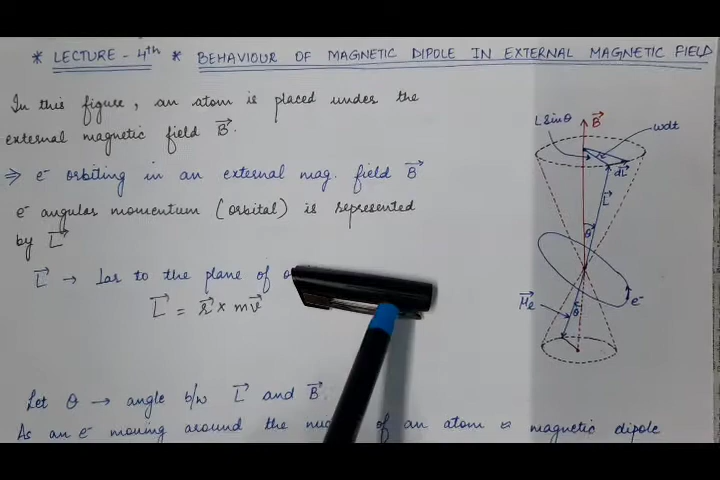 * LECTURE - 4th * BEHAVIOUR OF MAGNETIC DIPOLE IN EXTERNAL MAGNETIC FIELD
In this figure, an atom is placed under the
external magnetic field B⃗.
⇒ e⁻ orbiting in an external mag. field B⃗
e⁻ angular momentum (orbital) is represented
by L⃗
L⃗ → ⊥ar to the plane of
L⃗ = r⃗ × mv⃗
Let θ → angle b/w L⃗ and B⃗.
As an e⁻ moving around the of an atom ≈ magnetic dipole
L sinθ
B⃗
ωdt
dL⃗
L⃗
θ
M⃗ₗ
θ
e⁻